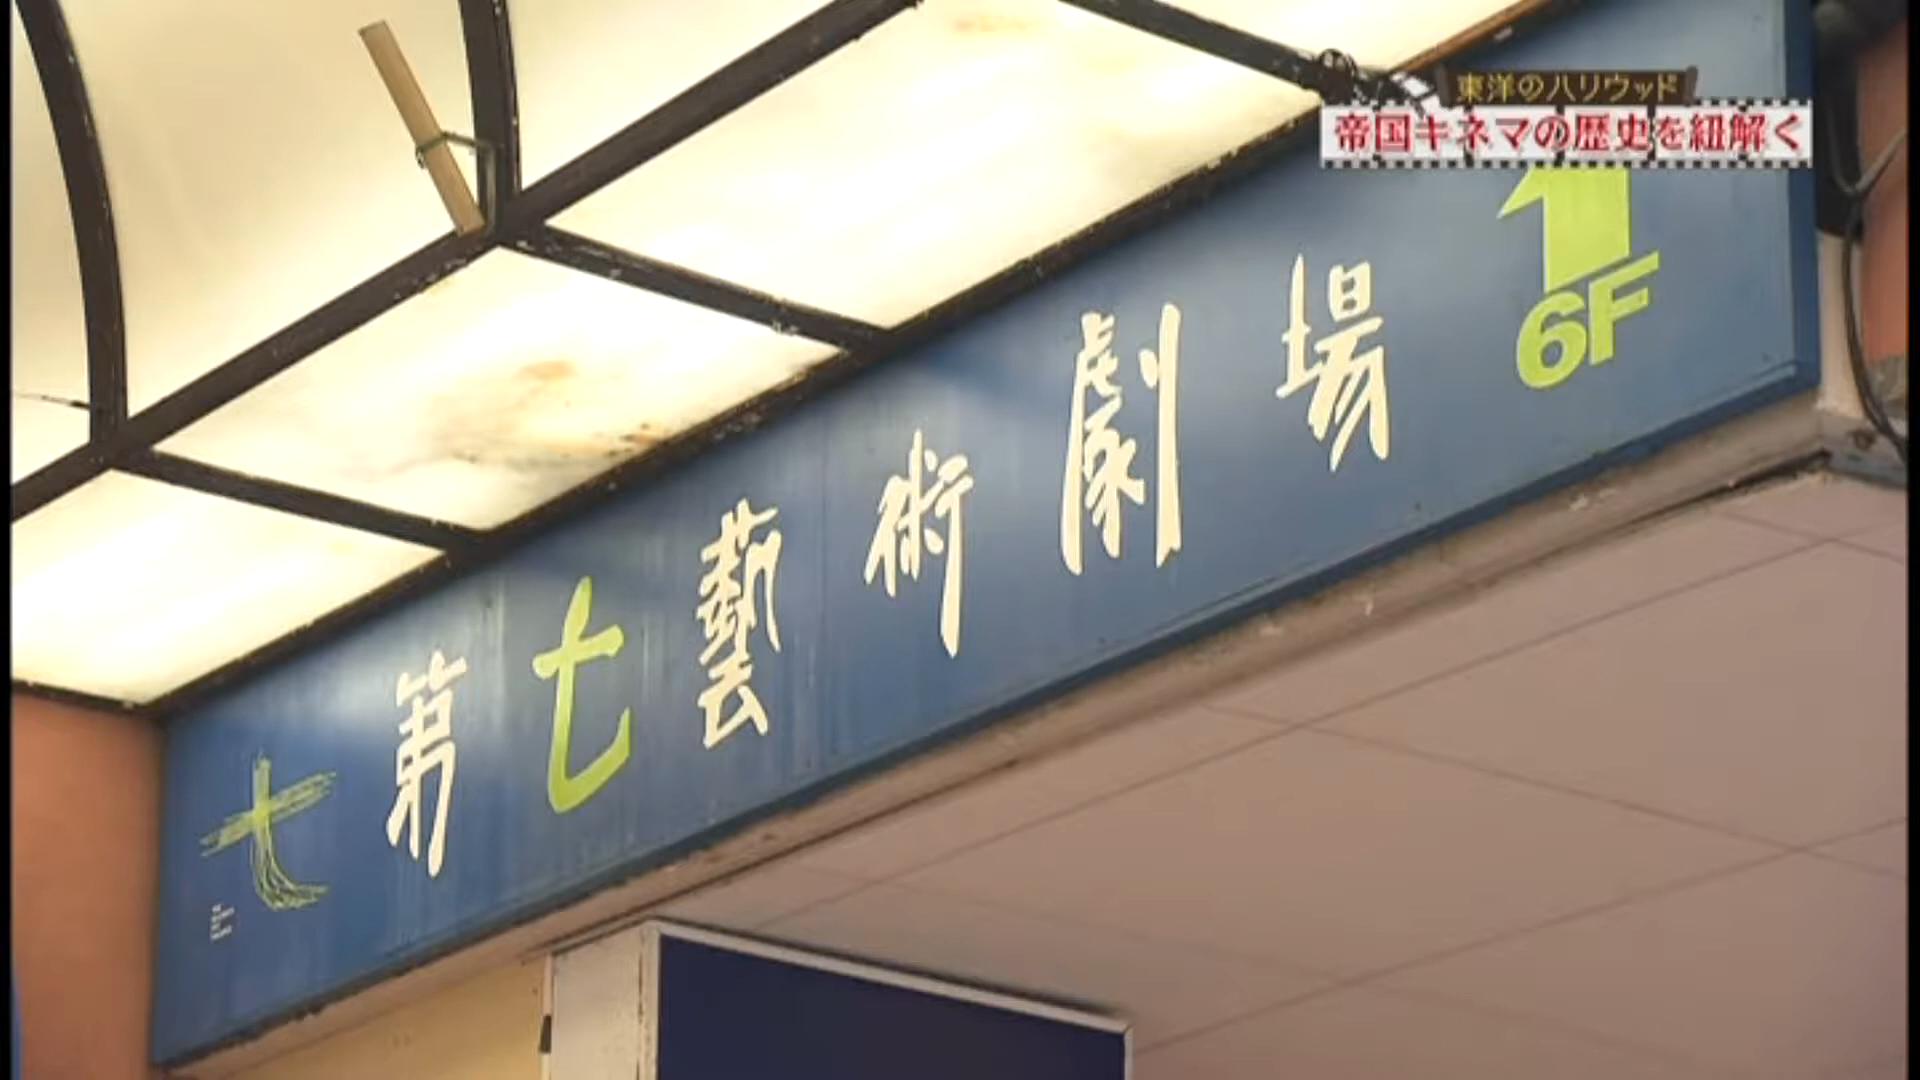 東洋のハリウッド
帝国キネマの歴史を紐解く
七 第七藝術劇場
6F